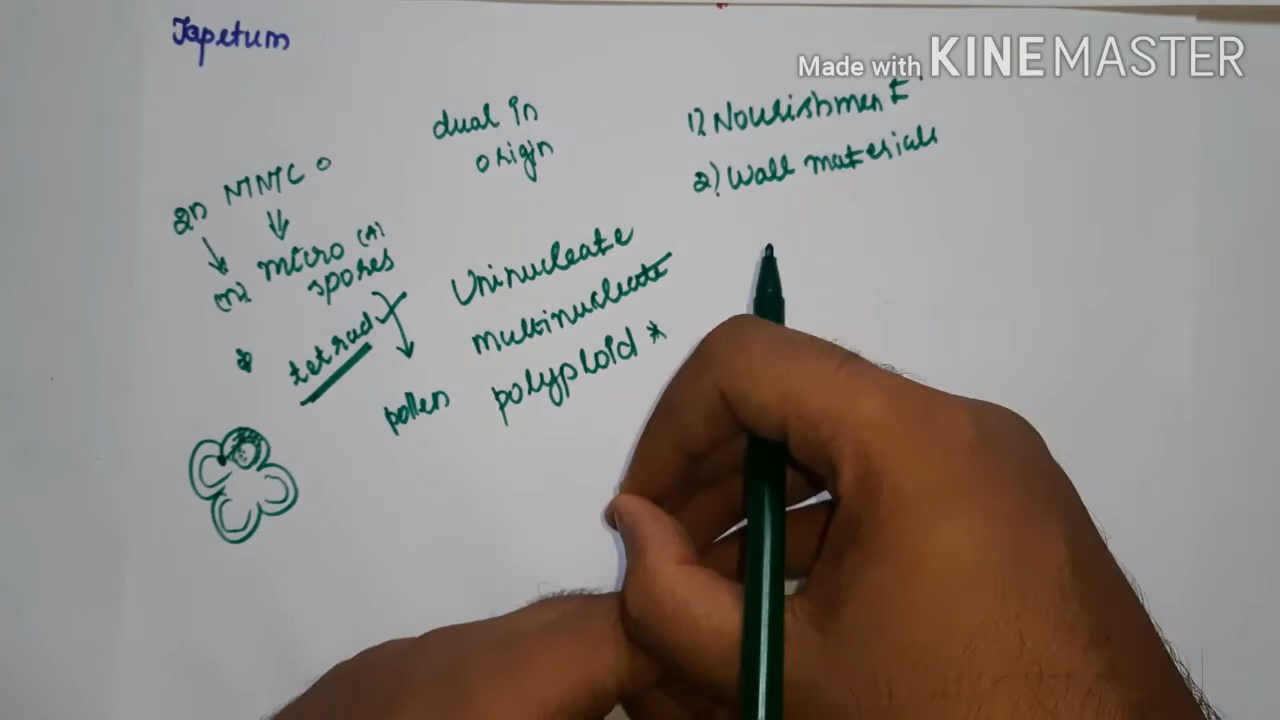 Tapetum
Made with KINEMASTER
dual in
origin
1) Nourishment
2) Wall materials
2n MMC
(n) micro (4)
spores
tetrad
pollen
Uninucleate
multinucleate
polyploid *